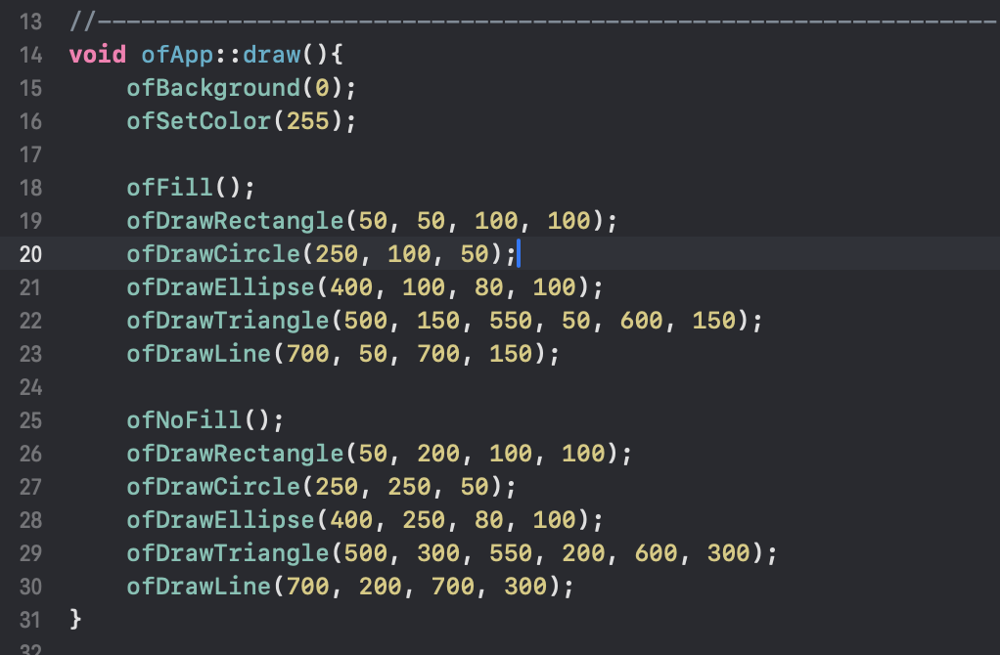 13 //--------------------------------------------------------------
14 void ofApp::draw(){
15     ofBackground(0);
16     ofSetColor(255);
17
18     ofFill();
19     ofDrawRectangle(50, 50, 100, 100);
20     ofDrawCircle(250, 100, 50);
21     ofDrawEllipse(400, 100, 80, 100);
22     ofDrawTriangle(500, 150, 550, 50, 600, 150);
23     ofDrawLine(700, 50, 700, 150);
24
25     ofNoFill();
26     ofDrawRectangle(50, 200, 100, 100);
27     ofDrawCircle(250, 250, 50);
28     ofDrawEllipse(400, 250, 80, 100);
29     ofDrawTriangle(500, 300, 550, 200, 600, 300);
30     ofDrawLine(700, 200, 700, 300);
31 }
32